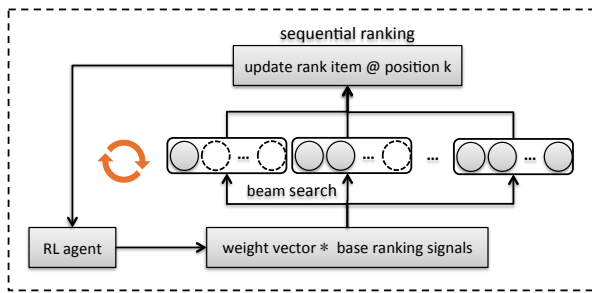 sequential ranking
update rank item @ position k
... ... ... ...
beam search
RL agent
weight vector * base ranking signals